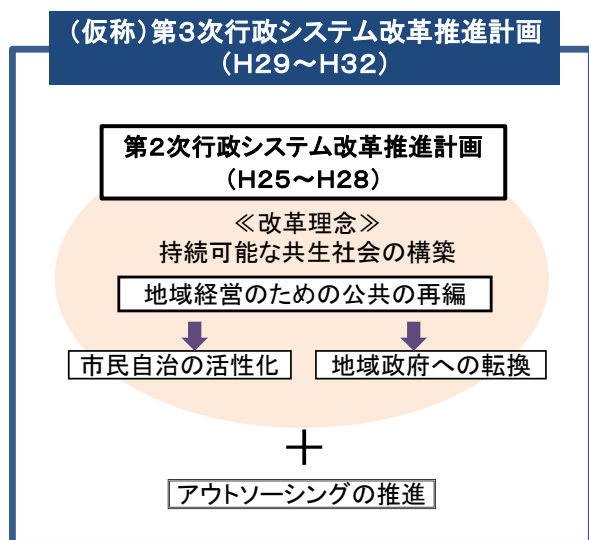 （仮称）第３次行政システム改革推進計画
（H29～H32）
第２次行政システム改革推進計画
（H25～H28）
≪改革理念≫
持続可能な共生社会の構築
地域経営のための公共の再編
市民自治の活性化
地域政府への転換
＋
アウトソーシングの推進